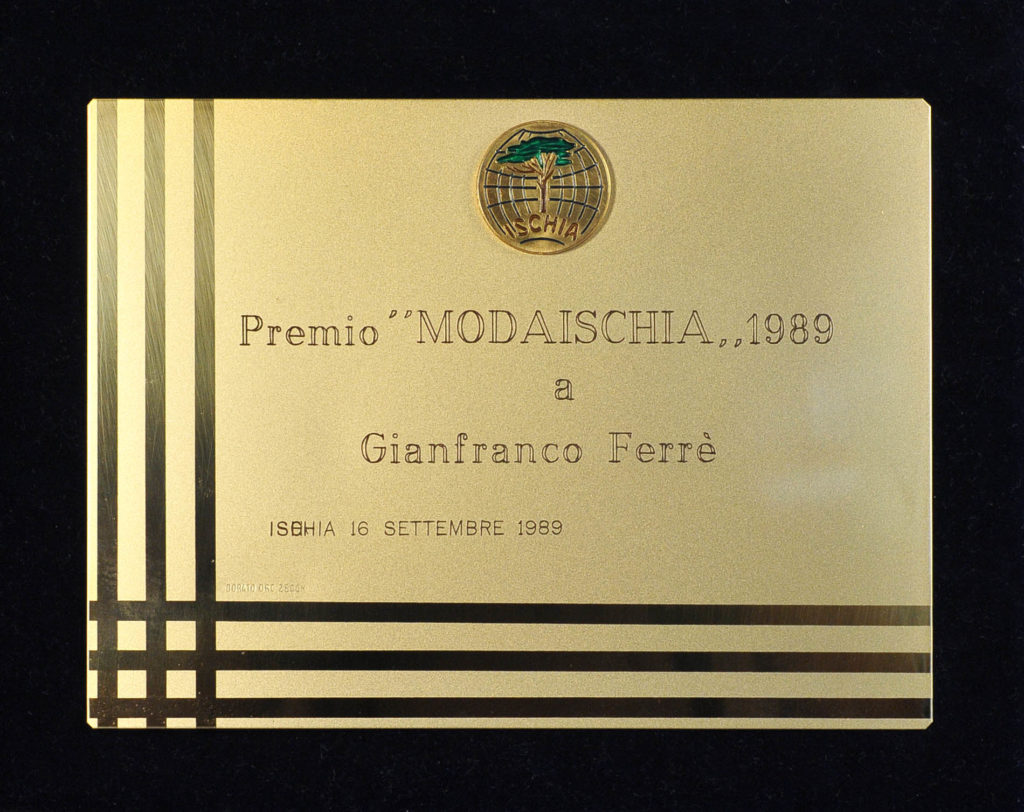 ISCHIA
Premio "MODAISCHIA„ 1989
a
Gianfranco Ferrè
ISCHIA 16 SETTEMBRE 1989